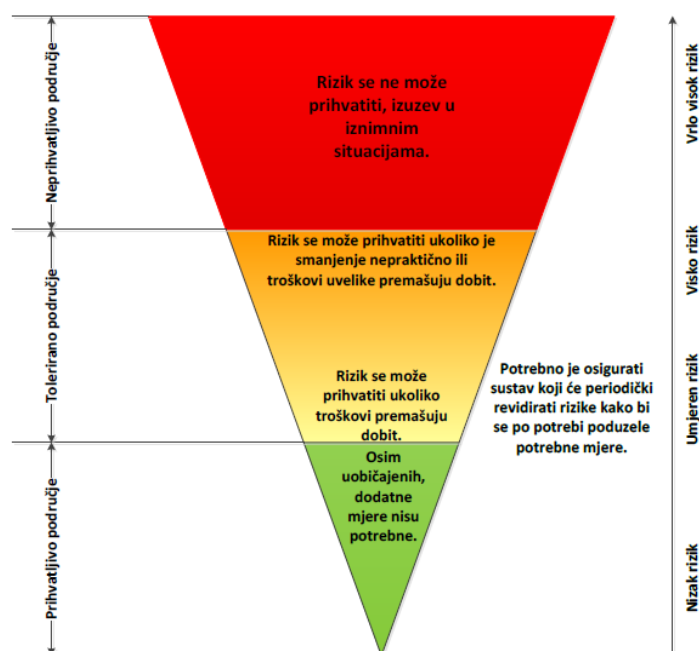 Neprihvatljivo područje
Rizik se ne može
prihvatiti, izuzev u
iznimnim
situacijama.
Vrlo visok rizik
Tolerirano područje
Rizik se može prihvatiti ukoliko je
smanjenje nepraktično ili
troškovi uvelike premašuju dobit.
Visko rizik
Rizik se može
prihvatiti ukoliko
troškovi premašuju
dobit.
Potrebno je osigurati
sustav koji će periodički
revidirati rizike kako bi
se po potrebi poduzele
potrebne mjere.
Umjeren rizik
Prihvatljivo područje
Osim
uobičajenih,
dodatne
mjere nisu
potrebne.
Nizak rizik